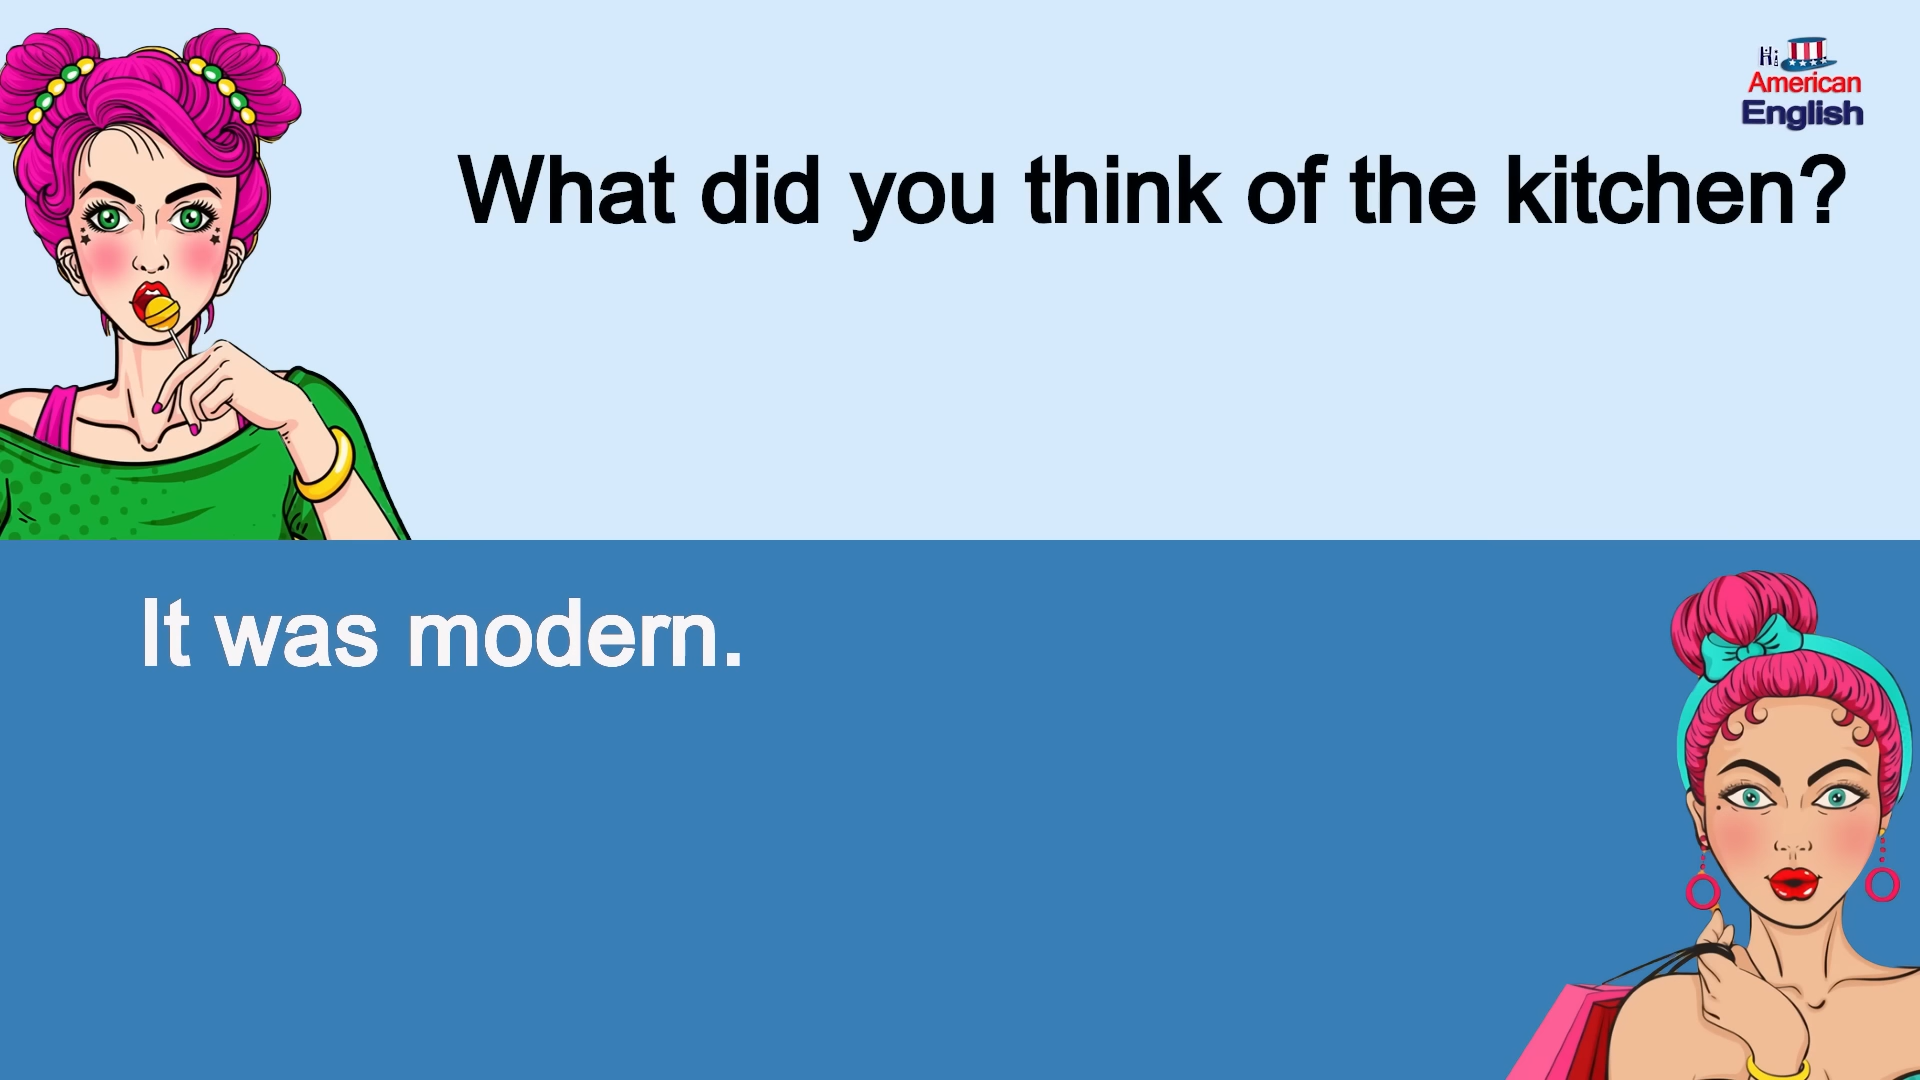 Hi
American
English
What did you think of the kitchen?
It was modern.